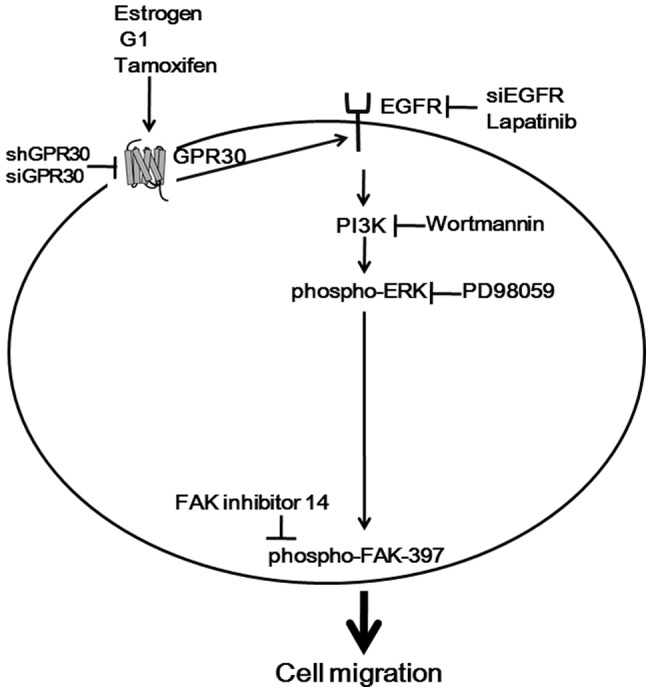 Estrogen
G1
Tamoxifen
shGPR30
siGPR30
GPR30
EGFR
siEGFR
Lapatinib
PI3K
Wortmannin
phospho-ERK
PD98059
FAK inhibitor 14
phospho-FAK-397
Cell migration